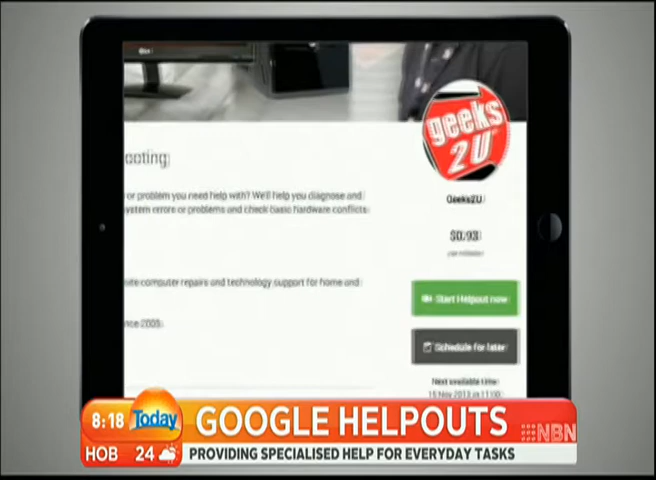 geeks
2U
ooting
or problem you need help with? We'll help you diagnose and
ystem errors or problems and check basic hardware conflicts
Geeks2U
$0.93
per minute
site computer repairs and technology support for home and
Start Helpout now
nce 2005
Schedule for later
Next available time:
15 Nov 2013 at 11:00
8:18 Today
GOOGLE HELPOUTS
NBN
HOB 24
PROVIDING SPECIALISED HELP FOR EVERYDAY TASKS